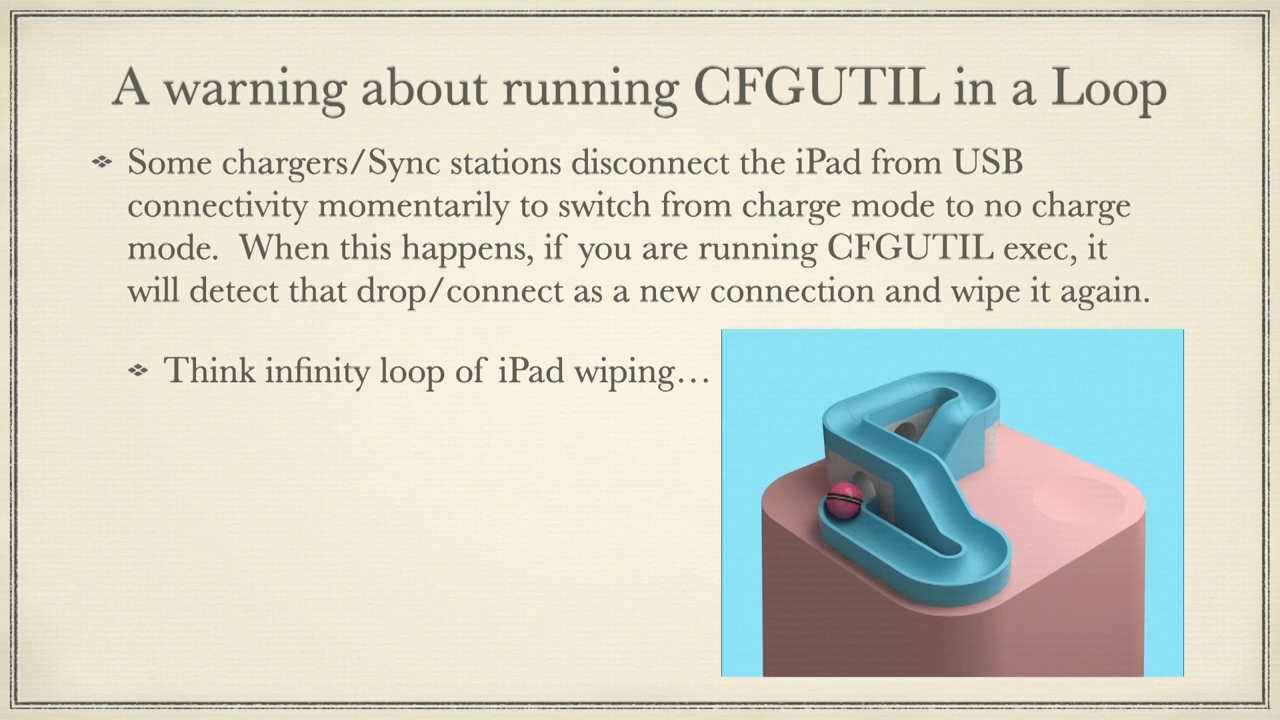 A warning about running CFGUTIL in a Loop
Some chargers/Sync stations disconnect the iPad from USB
connectivity momentarily to switch from charge mode to no charge
mode.  When this happens, if you are running CFGUTIL exec, it
will detect that drop/connect as a new connection and wipe it again.
Think infinity loop of iPad wiping…